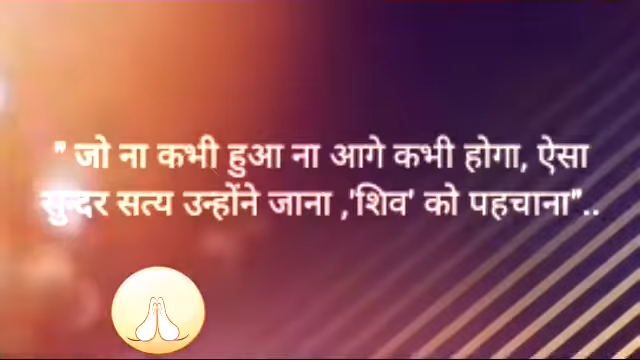 " जो ना कभी हुआ ना आगे कभी होगा, ऐसा
सुन्दर सत्य उन्होंने जाना ,'शिव' को पहचाना"..